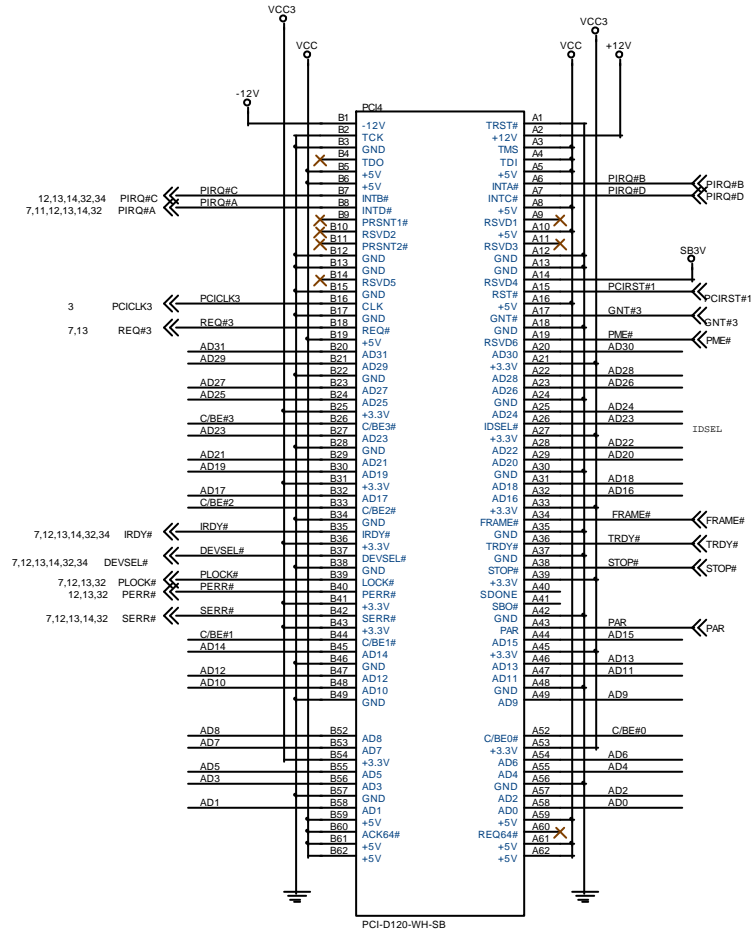 VCC3 VCC3
VCC VCC +12V
-12V
PCI4
B1 -12V TRST# A1
B2 TCK +12V A2
B3 GND TMS A3
B4 TDO TDI A4
B5 +5V +5V A5
B6 +5V INTA# A6 PIRQ#B PIRQ#B
12,13,14,32,34 PIRQ#C PIRQ#C B7 INTB# INTC# A7 PIRQ#D PIRQ#D
7,11,12,13,14,32 PIRQ#A PIRQ#A B8 INTD# +5V A8
B9 PRSNT1# RSVD1 A9
B10 RSVD2 +5V A10
B11 PRSNT2# RSVD3 A11
B12 GND GND A12
B13 GND GND A13
B14 RSVD5 RSVD4 A14 SB3V
B15 GND RST# A15 PCIRST#1 PCIRST#1
3 PCICLK3 PCICLK3 B16 CLK +5V A16
B17 GND GNT# A17 GNT#3 GNT#3
7,13 REQ#3 REQ#3 B18 REQ# GND A18
B19 +5V RSVD6 A19 PME# PME#
AD31 B20 AD31 AD30 A20 AD30
AD29 B21 AD29 +3.3V A21
B22 GND AD28 A22 AD28
AD27 B23 AD27 AD26 A23 AD26
AD25 B24 AD25 GND A24
B25 +3.3V AD24 A25 AD24
C/BE#3 B26 C/BE3# IDSEL# A26 AD23 IDSEL
AD23 B27 AD23 +3.3V A27
B28 GND AD22 A28 AD22
AD21 B29 AD21 AD20 A29 AD20
AD19 B30 AD19 GND A30
B31 +3.3V AD18 A31 AD18
AD17 B32 AD17 AD16 A32 AD16
C/BE#2 B33 C/BE2# +3.3V A33
B34 GND FRAME# A34 FRAME# FRAME#
7,12,13,14,32,34 IRDY# IRDY# B35 IRDY# GND A35
B36 +3.3V TRDY# A36 TRDY# TRDY#
7,12,13,14,32,34 DEVSEL# DEVSEL# B37 DEVSEL# GND A37
B38 GND STOP# A38 STOP# STOP#
7,12,13,32 PLOCK# PLOCK# B39 LOCK# +3.3V A39
12,13,32 PERR# PERR# B40 PERR# SDONE A40
B41 +3.3V SBO# A41
7,12,13,14,32 SERR# SERR# B42 SERR# GND A42
B43 +3.3V PAR A43 PAR PAR
C/BE#1 B44 C/BE1# AD15 A44 AD15
AD14 B45 AD14 +3.3V A45
B46 GND AD13 A46 AD13
AD12 B47 AD12 AD11 A47 AD11
AD10 B48 AD10 GND A48
B49 GND AD9 A49 AD9
AD8 B52 AD8 C/BE0# A52 C/BE#0
AD7 B53 AD7 +3.3V A53
B54 +3.3V AD6 A54 AD6
AD5 B55 AD5 AD4 A55 AD4
AD3 B56 AD3 GND A56
B57 GND AD2 A57 AD2
AD1 B58 AD1 AD0 A58 AD0
B59 +5V +5V A59
B60 ACK64# REQ64# A60
B61 +5V +5V A61
B62 +5V +5V A62
PCI-D120-WH-SB